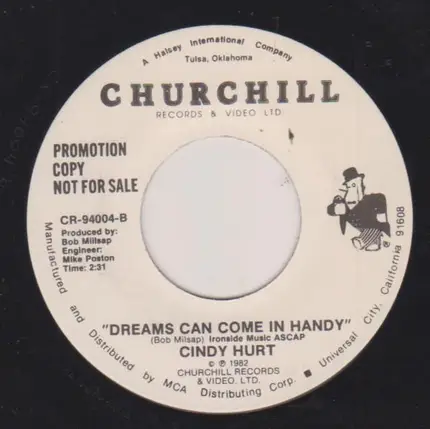 A Halsey International Company
Tulsa, Oklahoma
CHURCHILL
RECORDS & VIDEO LTD
PROMOTION
COPY
NOT FOR SALE
CR-94004-B
Produced by:
Bob Millsap
Engineer:
Mike Poston
Time: 2:31
"DREAMS CAN COME IN HANDY"
(Bob Millsap) Ironside Music ASCAP
CINDY HURT
© ℗ 1982
CHURCHILL RECORDS
& VIDEO. LTD.
Manufactured and Distributed by MCA Distributing Corp. ■ Universal City, California 91608